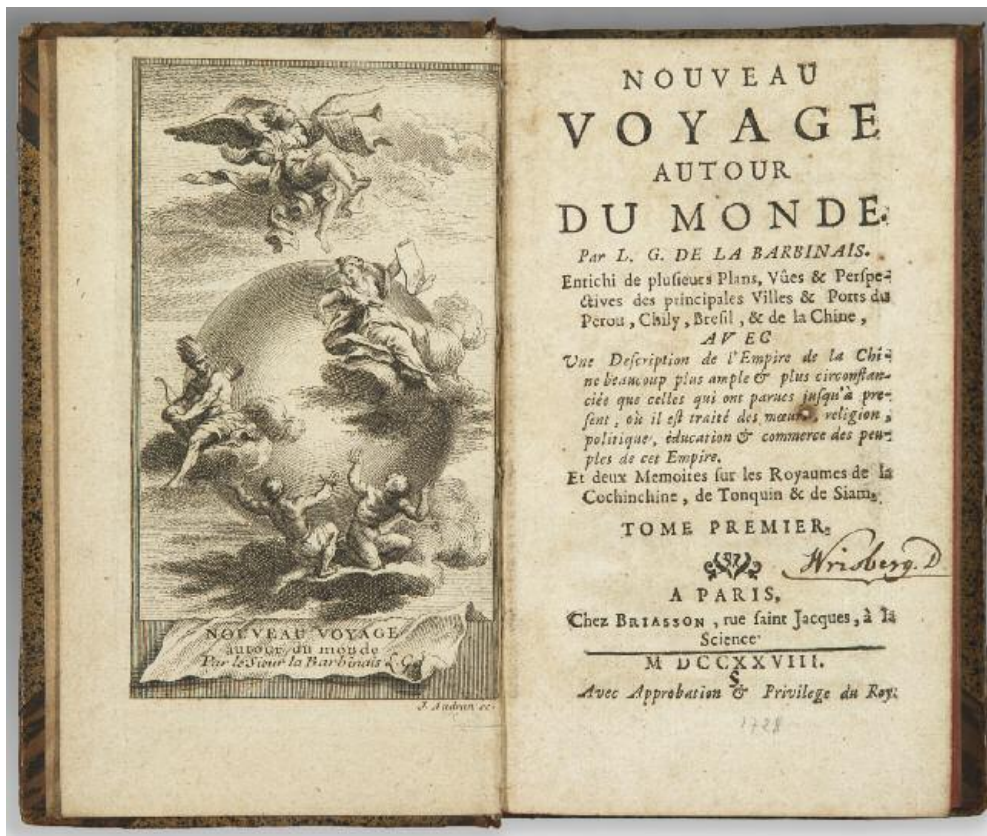 NOUVEAU VOYAGE
autour du monde
Par le Sieur la Barbinais L.G.
J. Audran sc.
NOUVEAU
VOYAGE
AUTOUR
DU MONDE.
Par L. G. DE LA BARBINAIS.
Enrichi de plusieurs Plans, Vûes & Perspe-
ctives des principales Villes & Ports du
Perou, Chily, Bresil, & de la Chine,
AVEC
Une Description de l'Empire de la Chi-
ne beaucoup plus ample & plus circonstan-
ciée que celles qui ont parues jusqu'à pre-
sent, où il est traité des mœurs, religion,
politique, éducation & commerce des peu-
ples de cet Empire.
Et deux Memoires sur les Royaumes de la
Cochinchine, de Tonquin & de Siam.
TOME PREMIER.
Wrisberg. D
A PARIS,
Chez BRIASSON, rue saint Jacques, à la
Science.
M DCCXXVIII.
Avec Approbation & Privilege du Roy.
1728